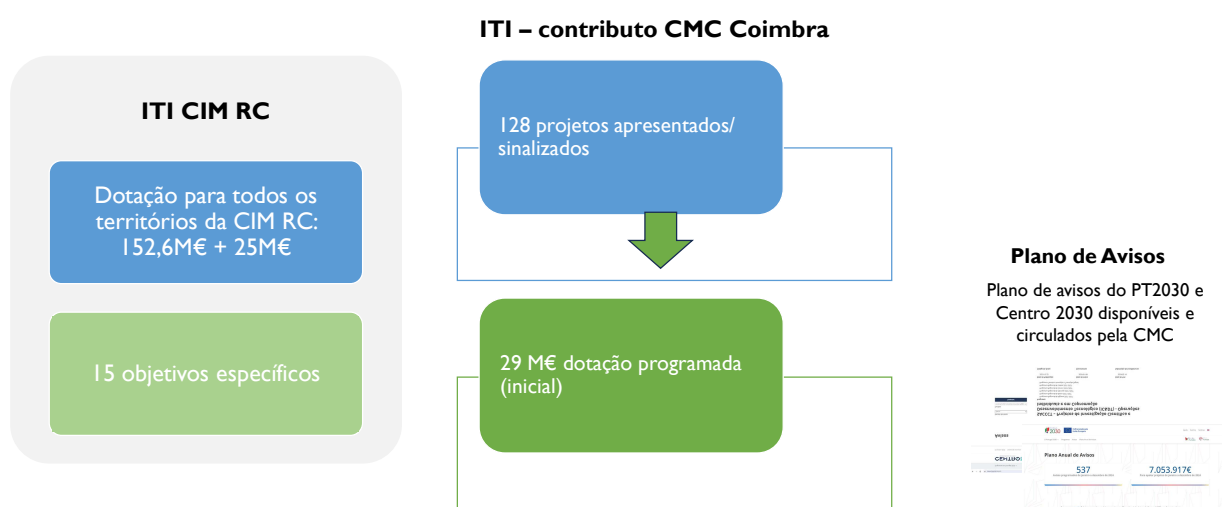 ITI – contributo CMC Coimbra
ITI CIM RC
Dotação para todos os
territórios da CIM RC:
152,6M€ + 25M€
15 objetivos específicos
128 projetos apresentados/
sinalizados
29 M€ dotação programada
(inicial)
Plano de Avisos
Plano de avisos do PT2030 e
Centro 2030 disponíveis e
circulados pela CMC
Avisos
2030
Plano Anual de Avisos
537
7.053.917€